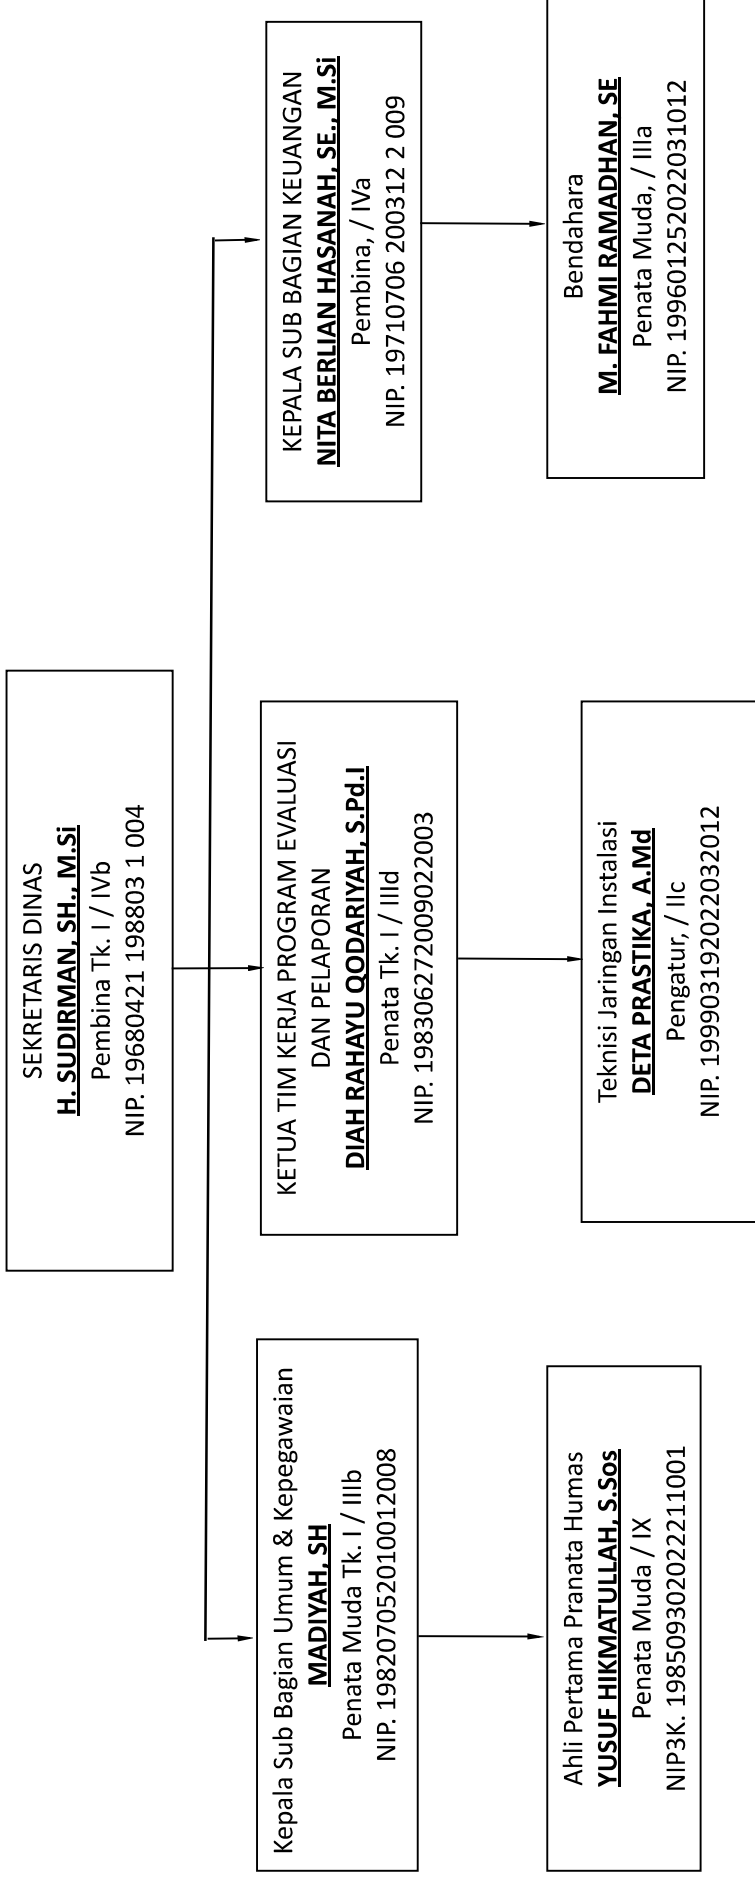 SEKRETARIS DINAS
H. SUDIRMAN, SH., M.Si
Pembina Tk. I / IVb
NIP. 19680421 198803 1 004
Kepala Sub Bagian Umum & Kepegawaian
MADIYAH, SH
Penata Muda Tk. I / IIIb
NIP. 198207052010012008
KETUA TIM KERJA PROGRAM EVALUASI
DAN PELAPORAN
DIAH RAHAYU QODARIYAH, S.Pd.I
Penata Tk. I / IIId
NIP. 198306272009022003
KEPALA SUB BAGIAN KEUANGAN
NITA BERLIAN HASANAH, SE., M.Si
Pembina, / IVa
NIP. 19710706 200312 2 009
Ahli Pertama Pranata Humas
YUSUF HIKMATULLAH, S.Sos
Penata Muda / IX
NIP3K. 198509302022211001
Teknisi Jaringan Instalasi
DETA PRASTIKA, A.Md
Pengatur, / IIc
NIP. 199903192022032012
Bendahara
M. FAHMI RAMADHAN, SE
Penata Muda, / IIIa
NIP. 199601252022031012